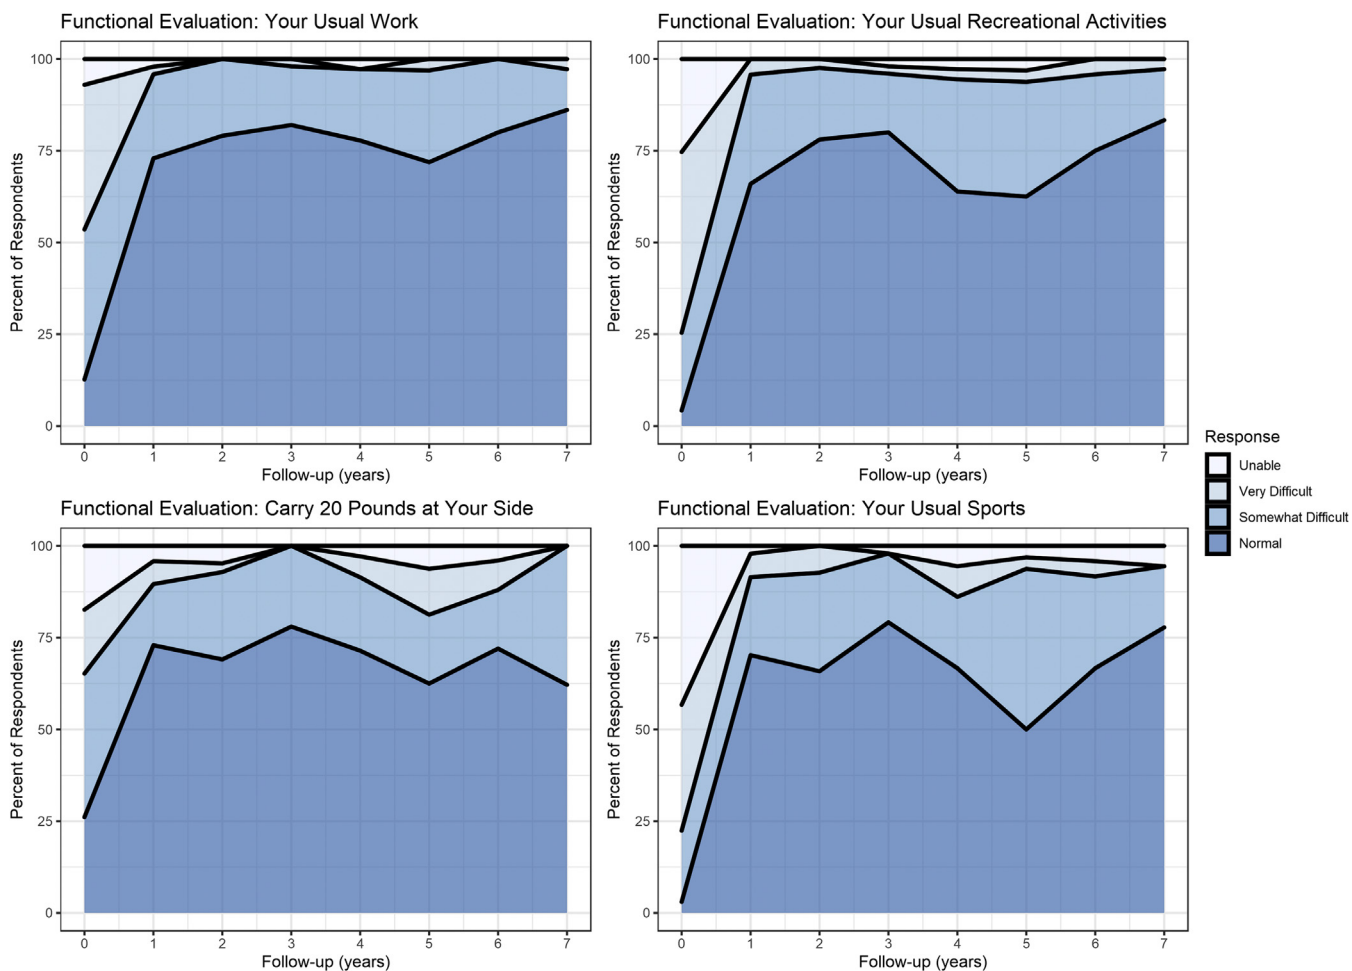 Functional Evaluation: Your Usual Work
100
75
50
25
0
Percent of Respondents
0 1 2 3 4 5 6 7
Follow-up (years)
Functional Evaluation: Your Usual Recreational Activities
100
75
50
25
0
Percent of Respondents
0 1 2 3 4 5 6 7
Follow-up (years)
Functional Evaluation: Carry 20 Pounds at Your Side
100
75
50
25
0
Percent of Respondents
0 1 2 3 4 5 6 7
Follow-up (years)
Functional Evaluation: Your Usual Sports
100
75
50
25
0
Percent of Respondents
0 1 2 3 4 5 6 7
Follow-up (years)
Response
Unable
Very Difficult
Somewhat Difficult
Normal